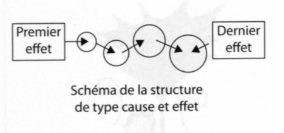 Premier
effet
Dernier
effet
Schéma de la structure
de type cause et effet